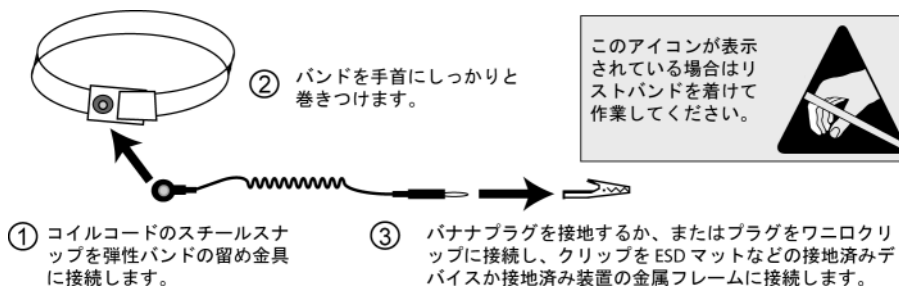 このアイコンが表示
されている場合はリ
ストバンドを着けて
作業してください。
② バンドを手首にしっかりと
巻きつけます。
① コイルコードのスチールスナ
ップを弾性バンドの留め金具
に接続します。
③ バナナプラグを接地するか、またはプラグをワニ口クリ
ップに接続し、クリップを ESD マットなどの接地済みデ
バイスか接地済み装置の金属フレームに接続します。